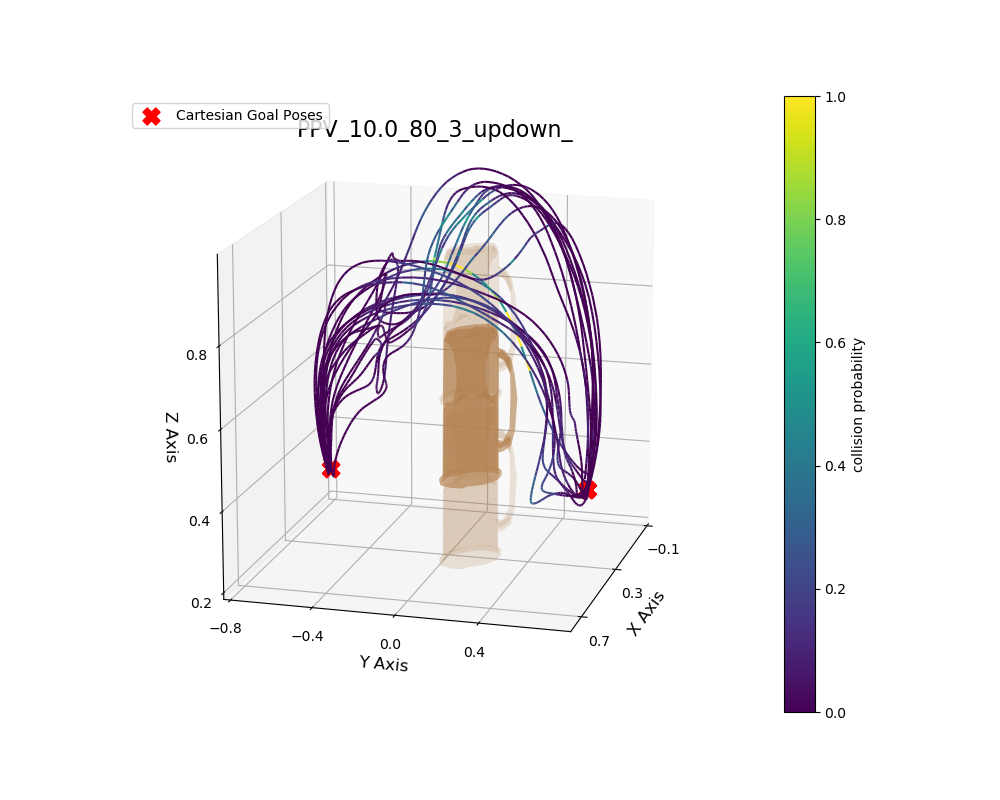 Cartesian Goal Poses
PPV_10.0_80_3_updown_
1.0
0.8
0.6
0.4
0.2
0.0
collision probability
0.8
0.6
0.4
0.2
Z Axis
−0.8
−0.4
0.0
0.4
Y Axis
−0.1
0.3
0.7
X Axis